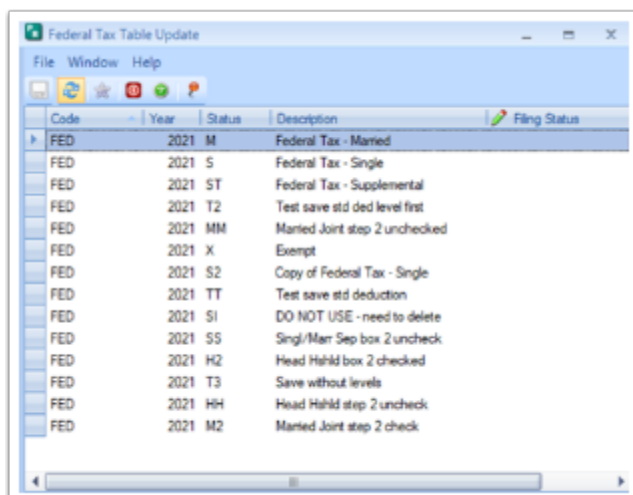 Federal Tax Table Update
File Window Help
Code Year Status Description Filing Status
FED 2021 M Federal Tax - Married
FED 2021 S Federal Tax - Single
FED 2021 ST Federal Tax - Supplemental
FED 2021 T2 Test save std ded level first
FED 2021 MM Married Joint step 2 unchecked
FED 2021 X Exempt
FED 2021 S2 Copy of Federal Tax - Single
FED 2021 TT Test save std deduction
FED 2021 SI DO NOT USE - need to delete
FED 2021 SS Singl/Marr Sep box 2 uncheck
FED 2021 H2 Head Hshld box 2 checked
FED 2021 T3 Save without levels
FED 2021 HH Head Hshld step 2 uncheck
FED 2021 M2 Married Joint step 2 check